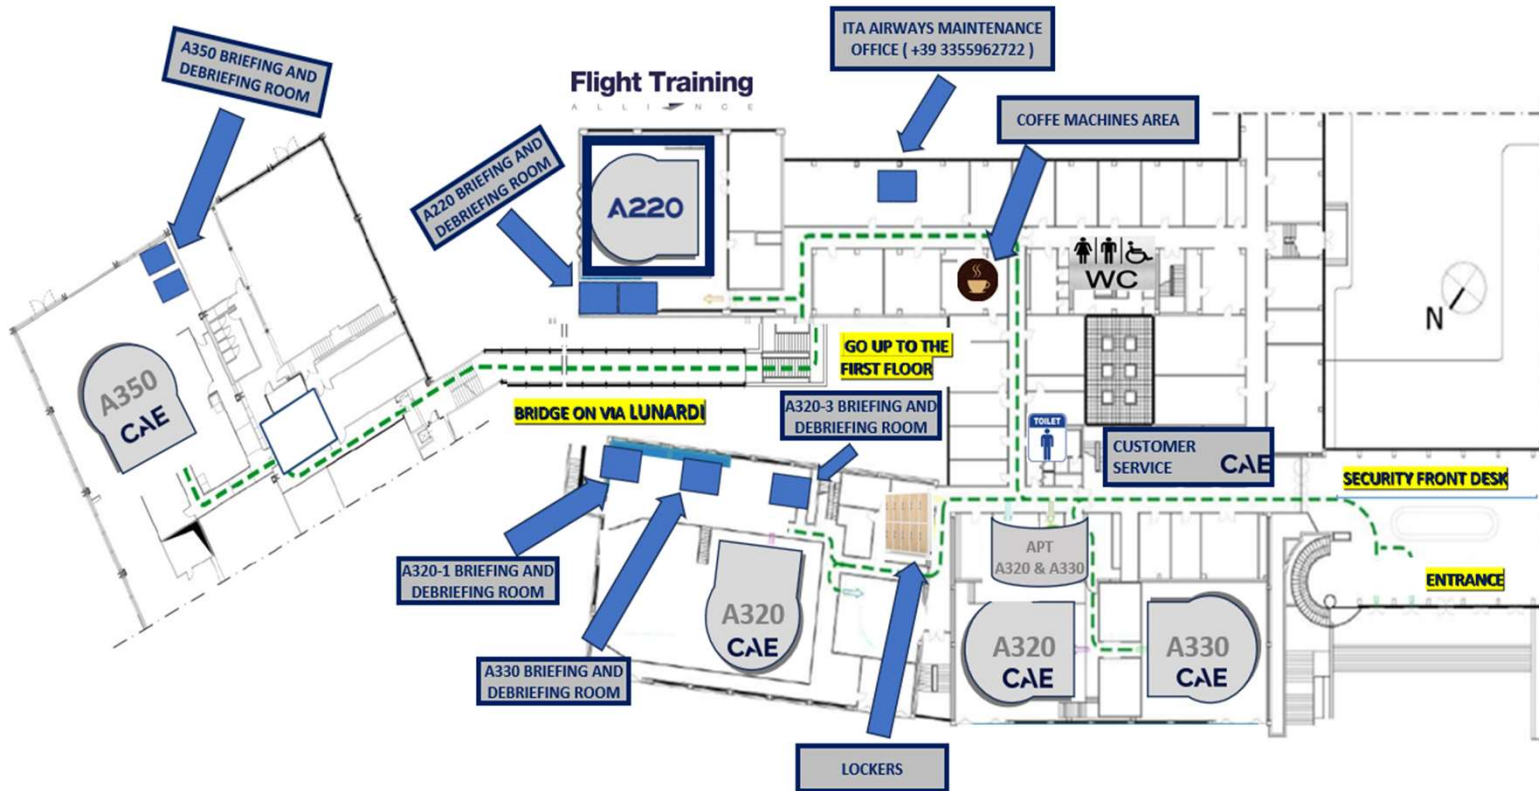 ITA AIRWAYS MAINTENANCE
OFFICE ( +39 3355962722 )
A350 BRIEFING AND
DEBRIEFING ROOM
Flight Training
ALLIANCE
COFFE MACHINES AREA
A220 BRIEFING AND
DEBRIEFING ROOM
A220
WC
N
GO UP TO THE
FIRST FLOOR
A350
CAE
BRIDGE ON VIA LUNARDI
A320-3 BRIEFING AND
DEBRIEFING ROOM
TOILET
CUSTOMER
SERVICE
CAE
SECURITY FRONT DESK
APT
A320 & A330
A320-1 BRIEFING AND
DEBRIEFING ROOM
ENTRANCE
A320
CAE
A320
CAE
A330
CAE
A330 BRIEFING AND
DEBRIEFING ROOM
LOCKERS